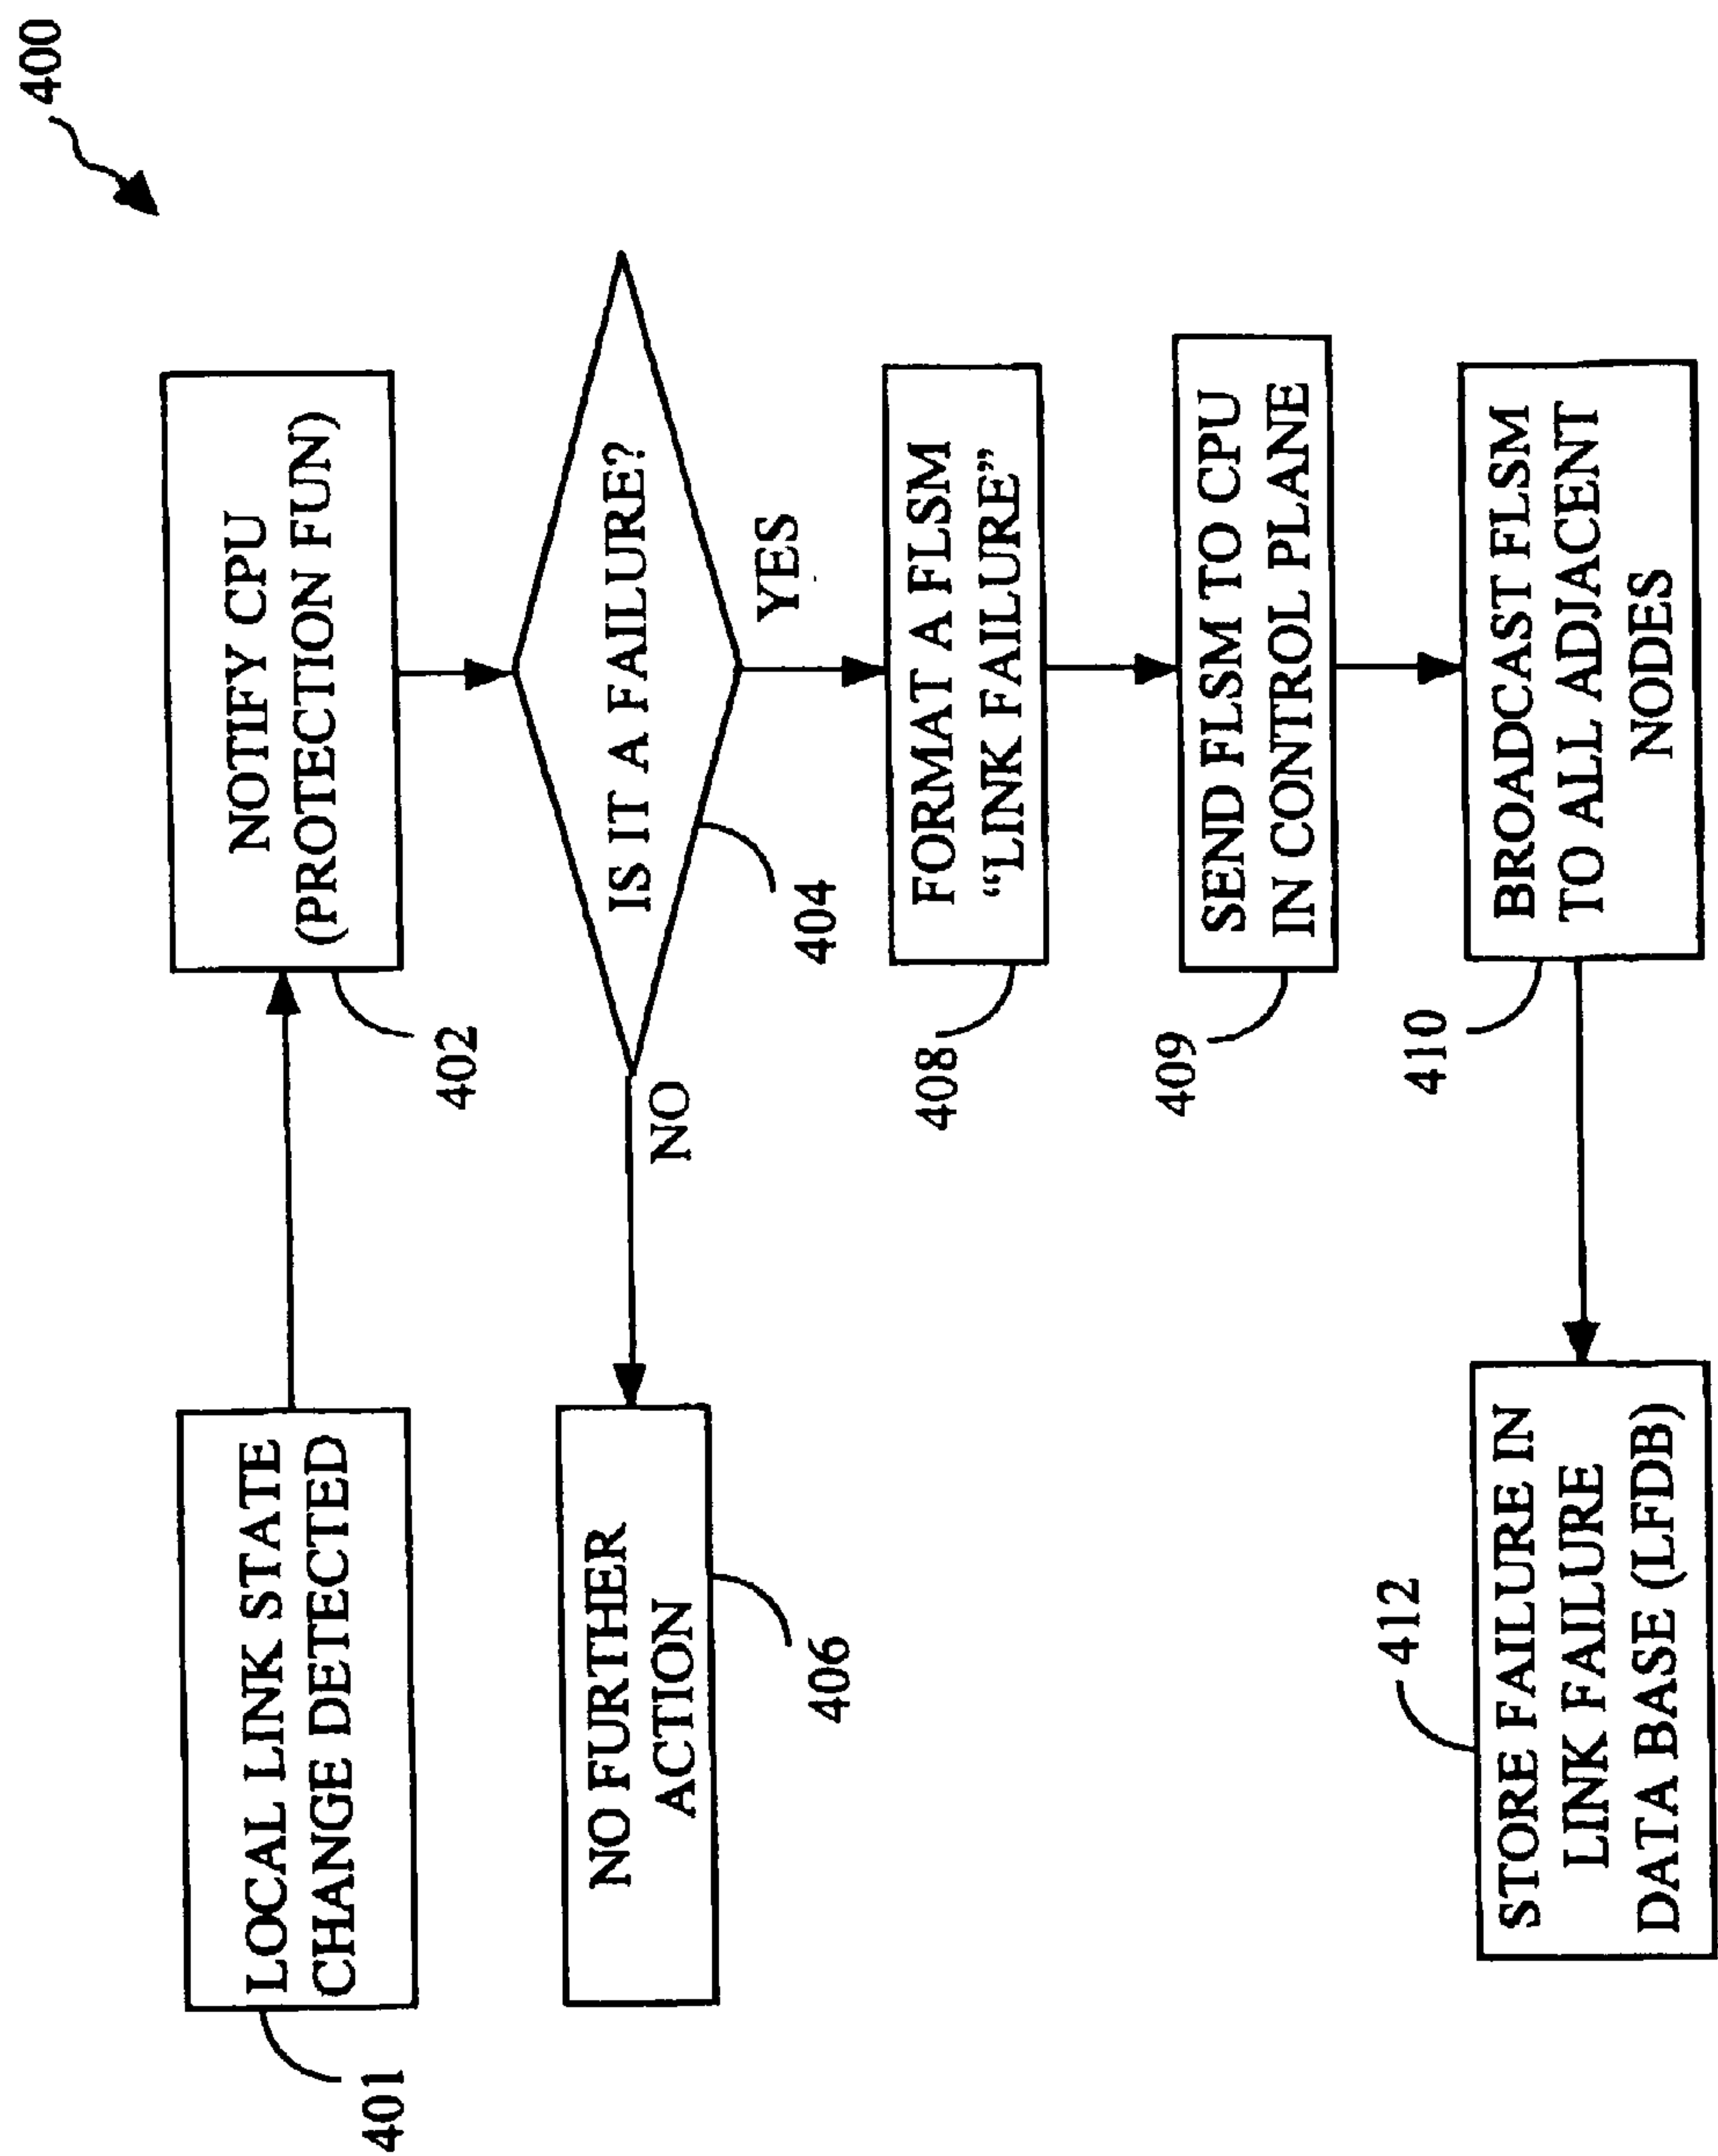 400
LOCAL LINK STATE
CHANGE DETECTED
401
NOTIFY CPU
(PROTECTION FUN)
402
IS IT A FAILURE?
404
NO
YES
NO FURTHER
ACTION
406
FORMAT A FLSM
“LINK FAILURE”
408
SEND FLSM TO CPU
IN CONTROL PLANE
409
BROADCAST FLSM
TO ALL ADJACENT
NODES
410
STORE FAILURE IN
LINK FAILURE
DATA BASE (LFDB)
412